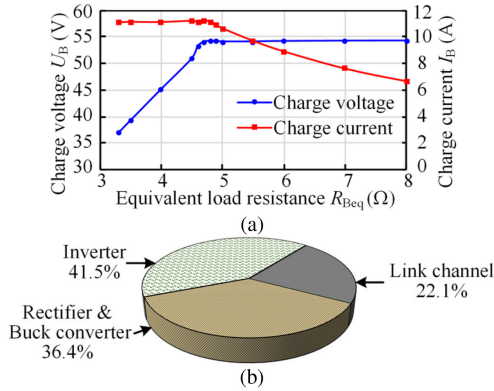 Charge voltage U_B (V)
60
55
50
45
40
35
30
12
10
8
6
4
2
0
Charge current I_B (A)
Charge voltage
Charge current
3 4 5 6 7 8
Equivalent load resistance R_Beq (Ω)
(a)
Inverter
41.5%
Link channel
22.1%
Rectifier &
Buck converter
36.4%
(b)